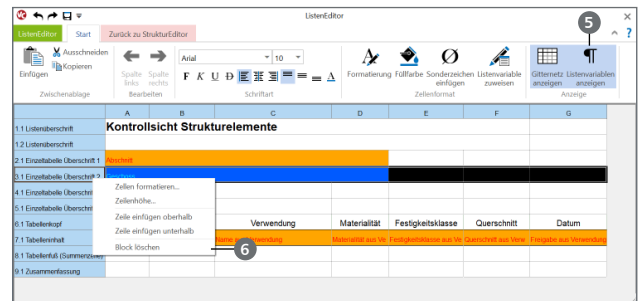 ListenEditor
5
ListenEditor Start Zurück zu StrukturEditor
Einfügen
Ausschneiden
Kopieren
Zwischenablage
Spalte links
Spalte rechts
Bearbeiten
Arial 10
F K U D A
Schriftart
Formatierung
Füllfarbe
Sonderzeichen einfügen
Listenvariable zuweisen
Zellenformat
Gitternetz anzeigen
Listenvariablen anzeigen
Anzeige
A B C D E F G
1.1 Listenüberschrift Kontrollsicht Strukturelemente
1.2 Listenüberschrift
2.1 Einzeltabelle Überschrift 1 Abschnitt
3.1 Einzeltabelle Überschrift 2 Geschoss
4.1 Einzeltabelle Überschri
5.1 Einzeltabelle Überschri
6.1 Tabellenkopf Verwendung Materialität Festigkeitsklasse Querschnitt Datum
7.1 Tabelleninhalt Name aus Verwendung Materialität aus Ve Festigkeitsklasse aus Ve Querschnitt aus Verw Freigabe aus Verwendung
8.1 Tabellenfuß (Summenzeile)
9.1 Zusammenfassung
Zellen formatieren...
Zeilenhöhe...
Zeile einfügen oberhalb
Zeile einfügen unterhalb
Block löschen
6